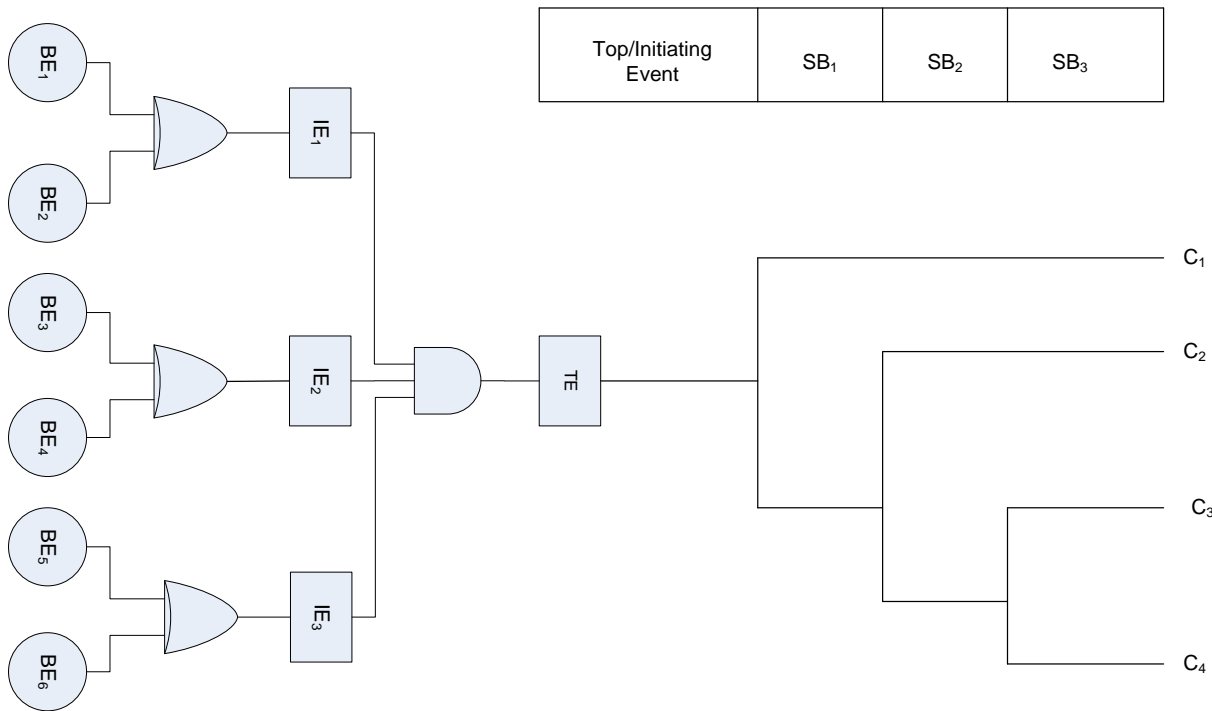 Top/Initiating
Event
SB₁
SB₂
SB₃
BE₁
BE₂
BE₃
BE₄
BE₅
BE₆
IE₁
IE₂
IE₃
TE
C₁
C₂
C₃
C₄